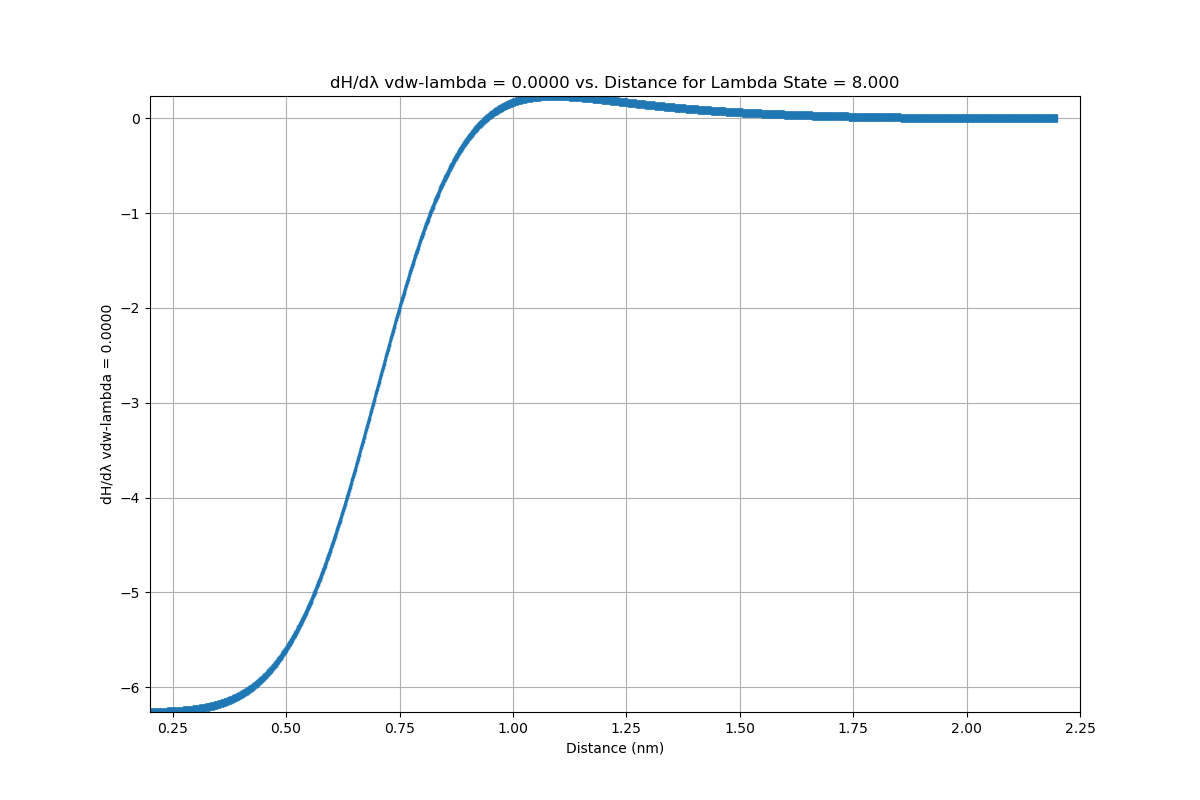 dH/dλ vdw-lambda = 0.0000 vs. Distance for Lambda State = 8.000
dH/dλ vdw-lambda = 0.0000
0
−1
−2
−3
−4
−5
−6
0.25 0.50 0.75 1.00 1.25 1.50 1.75 2.00 2.25
Distance (nm)